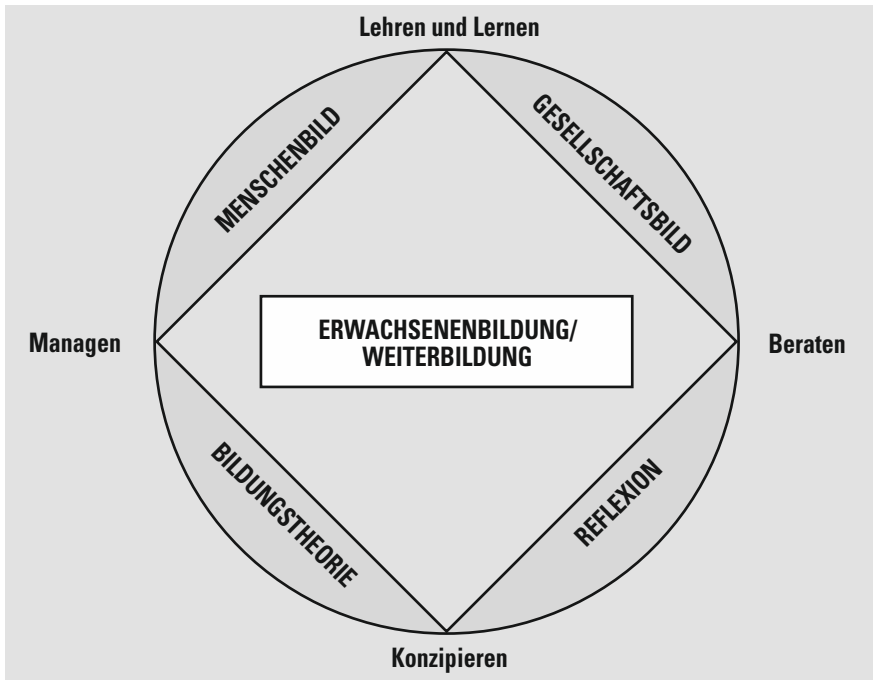 Lehren und Lernen
MENSCHENBILD
GESELLSCHAFTSBILD
Managen
ERWACHSENENBILDUNG/
WEITERBILDUNG
Beraten
BILDUNGSTHEORIE
REFLEXION
Konzipieren